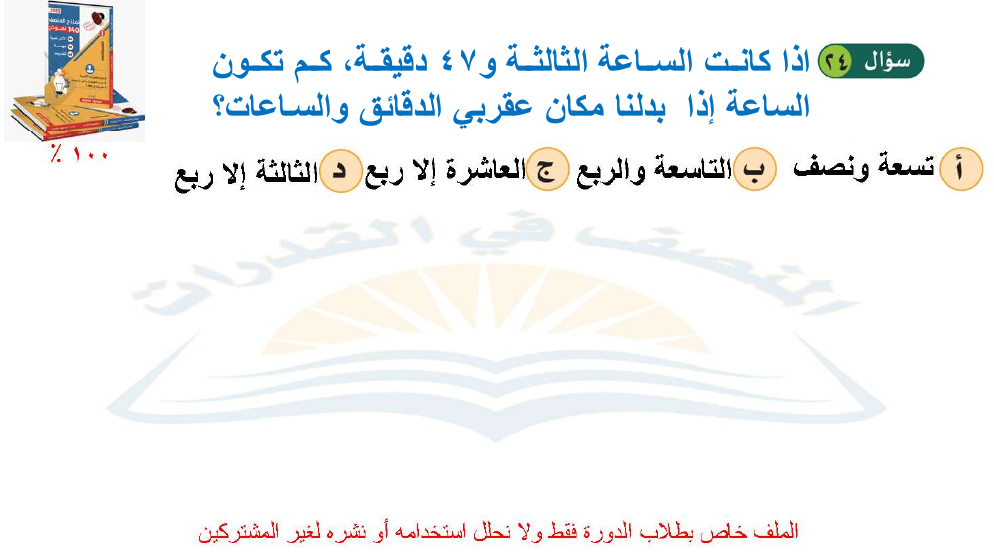 سؤال ٢٤ اذا كانت الساعة الثالثة و٤٧ دقيقة، كم تكون
الساعة إذا بدلنا مكان عقربي الدقائق والساعات؟
أ تسعة ونصف ب التاسعة والربع ج العاشرة إلا ربع د الثالثة إلا ربع
١٠٠ ٪
المنصف في القدرات
الملف خاص بطلاب الدورة فقط ولا نحلل استخدامه أو نشره لغير المشتركين